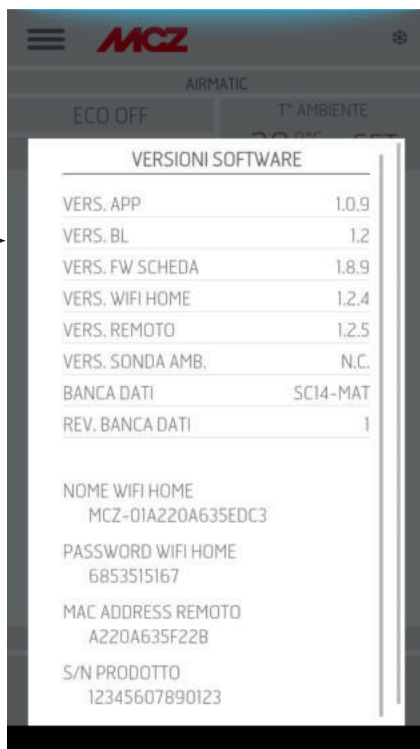 MCZ
AIRMATIC
ECO OFF
T° AMBIENTE
VERSIONI SOFTWARE
VERS. APP 1.0.9
VERS. BL 1.2
VERS. FW SCHEDA 1.8.9
VERS. WIFI HOME 1.2.4
VERS. REMOTO 1.2.5
VERS. SONDA AMB. N.C.
BANCA DATI SC14-MAT
REV. BANCA DATI 1
NOME WIFI HOME
MCZ-01A220A635EDC3
PASSWORD WIFI HOME
6853515167
MAC ADDRESS REMOTO
A220A635F22B
S/N PRODOTTO
12345607890123